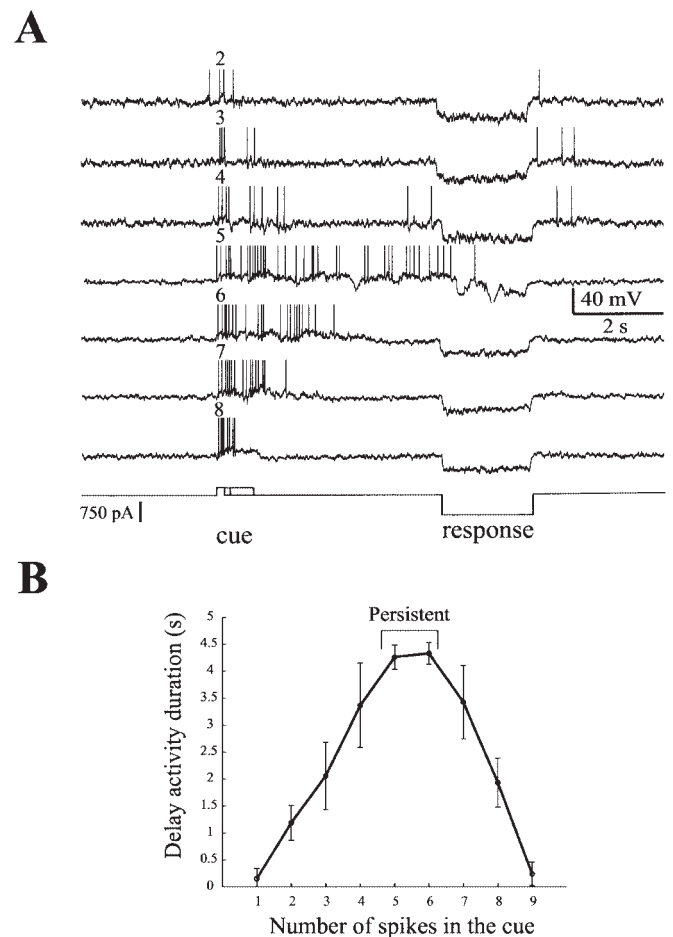 A
2
3
4
5
6
40 mV
2 s
7
8
750 pA
cue
response
B
Persistent
Delay activity duration (s)
5
4.5
4
3.5
3
2.5
2
1.5
1
0.5
0
1 2 3 4 5 6 7 8 9
Number of spikes in the cue